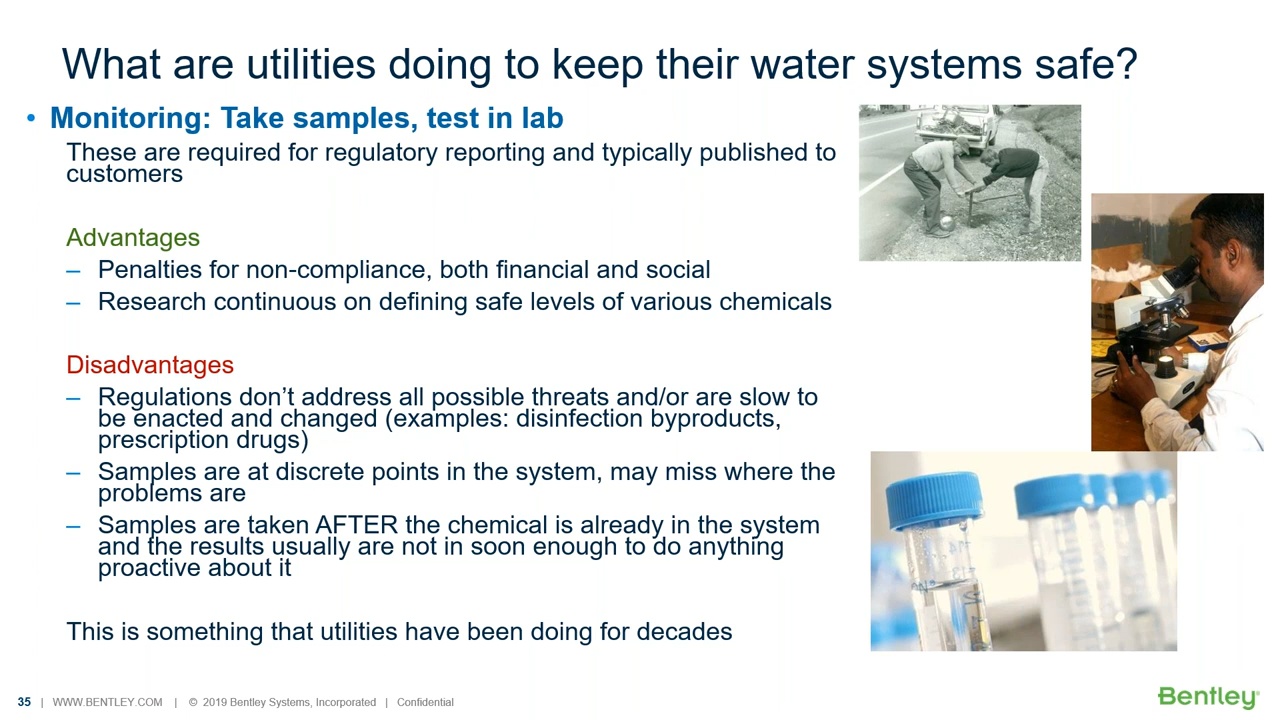 What are utilities doing to keep their water systems safe?
• Monitoring: Take samples, test in lab
These are required for regulatory reporting and typically published to
customers
Advantages
– Penalties for non-compliance, both financial and social
– Research continuous on defining safe levels of various chemicals
Disadvantages
– Regulations don’t address all possible threats and/or are slow to
be enacted and changed (examples: disinfection byproducts,
prescription drugs)
– Samples are at discrete points in the system, may miss where the
problems are
– Samples are taken AFTER the chemical is already in the system
and the results usually are not in soon enough to do anything
proactive about it
This is something that utilities have been doing for decades
35 | WWW.BENTLEY.COM | © 2019 Bentley Systems, Incorporated | Confidential
Bentley®